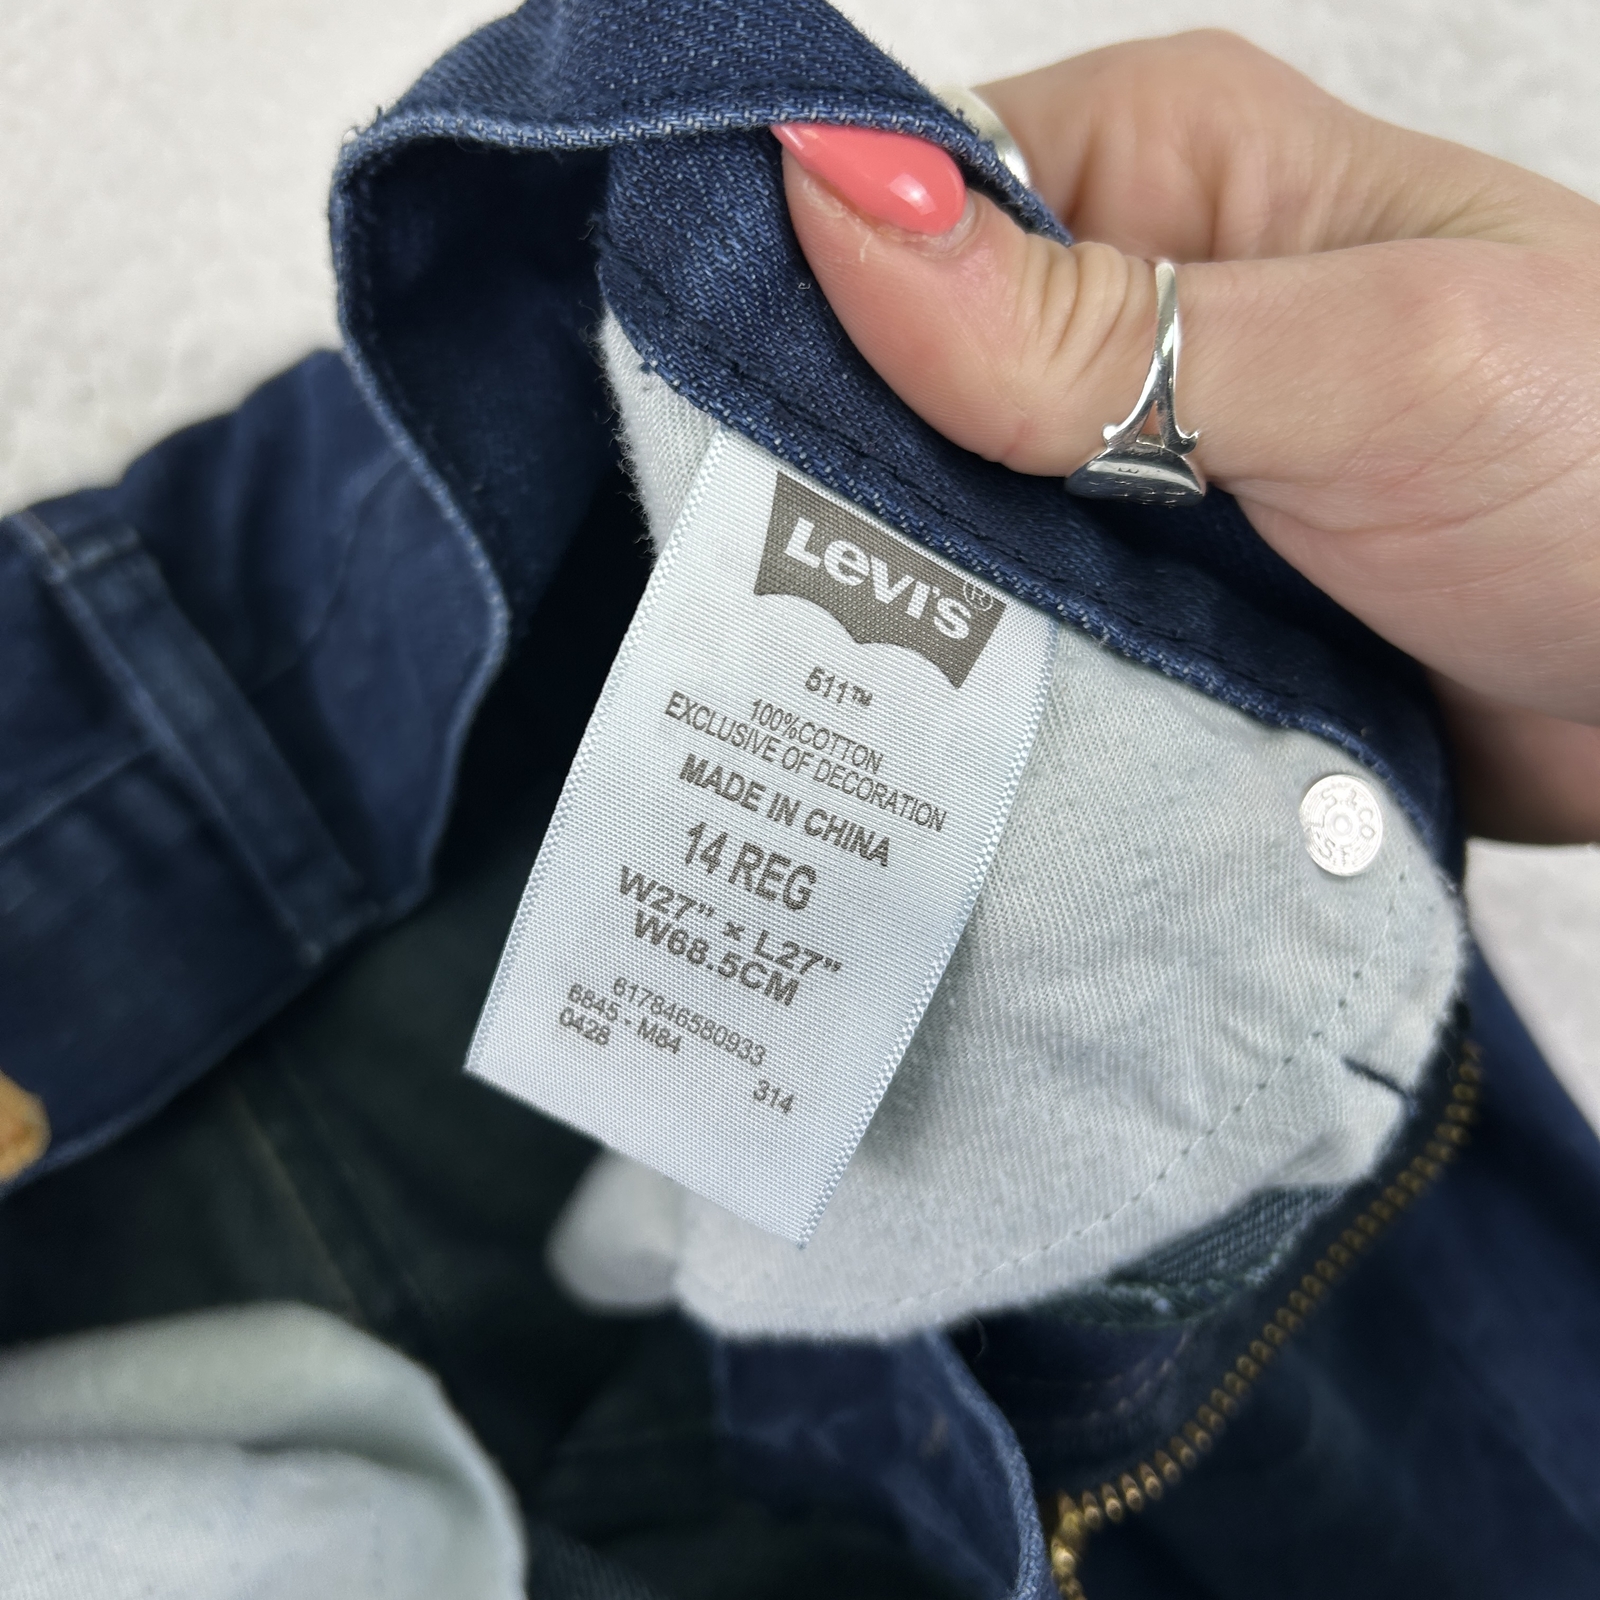 Levi's®
511™
100%COTTON
EXCLUSIVE OF DECORATION
MADE IN CHINA
14 REG
W27” × L27”
W68.5CM
617846580933
6845 - M84
0428
314
S.&CO.
S.F.